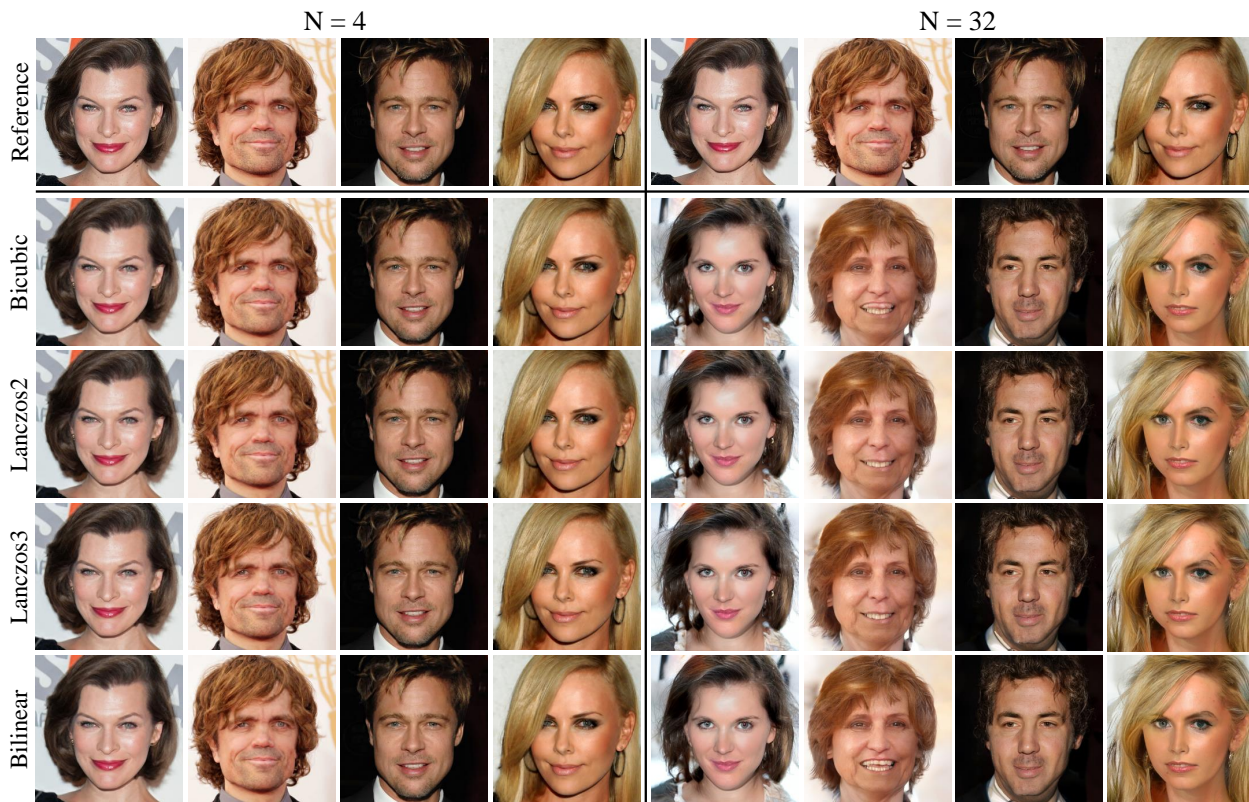 N = 4
N = 32
Reference
Bicubic
Lanczos2
Lanczos3
Bilinear